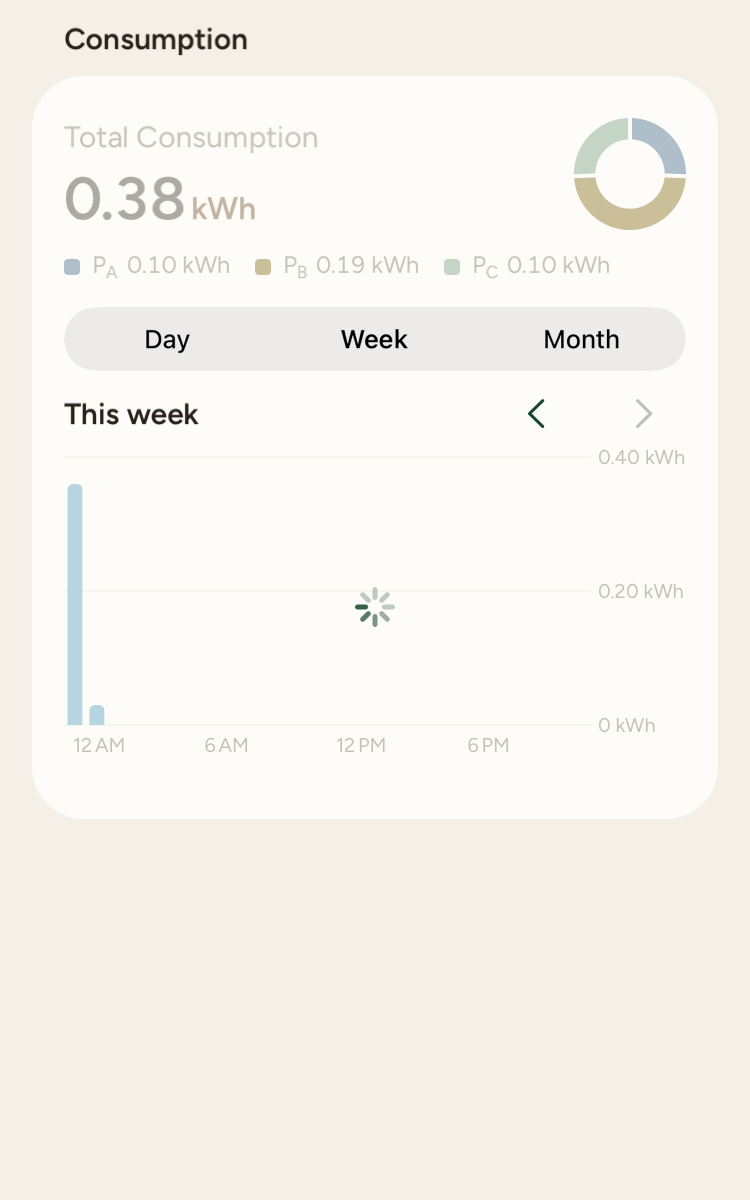 Consumption
Total Consumption
0.38 kWh
PA 0.10 kWh PB 0.19 kWh PC 0.10 kWh
Day Week Month
This week
0.40 kWh
0.20 kWh
0 kWh
12 AM 6 AM 12 PM 6 PM